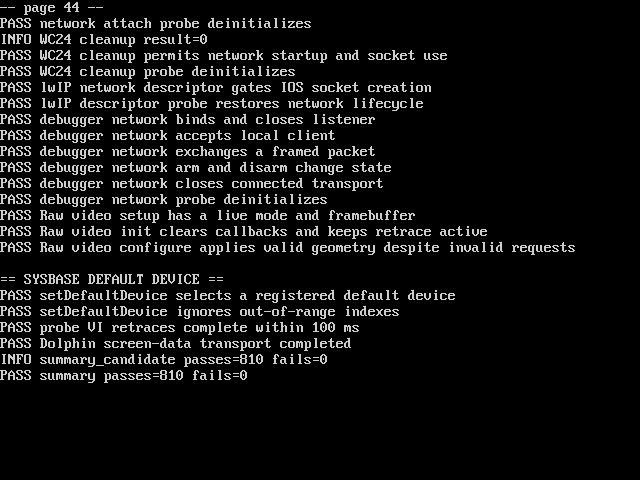 -- page 44 --
PASS network attach probe deinitializes
INFO WC24 cleanup result=0
PASS WC24 cleanup permits network startup and socket use
PASS WC24 cleanup probe deinitializes
PASS lwIP network descriptor gates IOS socket creation
PASS lwIP descriptor probe restores network lifecycle
PASS debugger network binds and closes listener
PASS debugger network accepts local client
PASS debugger network exchanges a framed packet
PASS debugger network arm and disarm change state
PASS debugger network closes connected transport
PASS debugger network probe deinitializes
PASS Raw video setup has a live mode and framebuffer
PASS Raw video init clears callbacks and keeps retrace active
PASS Raw video configure applies valid geometry despite invalid requests
== SYSBASE DEFAULT DEVICE ==
PASS setDefaultDevice selects a registered default device
PASS setDefaultDevice ignores out-of-range indexes
PASS probe VI retraces complete within 100 ms
PASS Dolphin screen-data transport completed
INFO summary_candidate passes=810 fails=0
PASS summary passes=810 fails=0